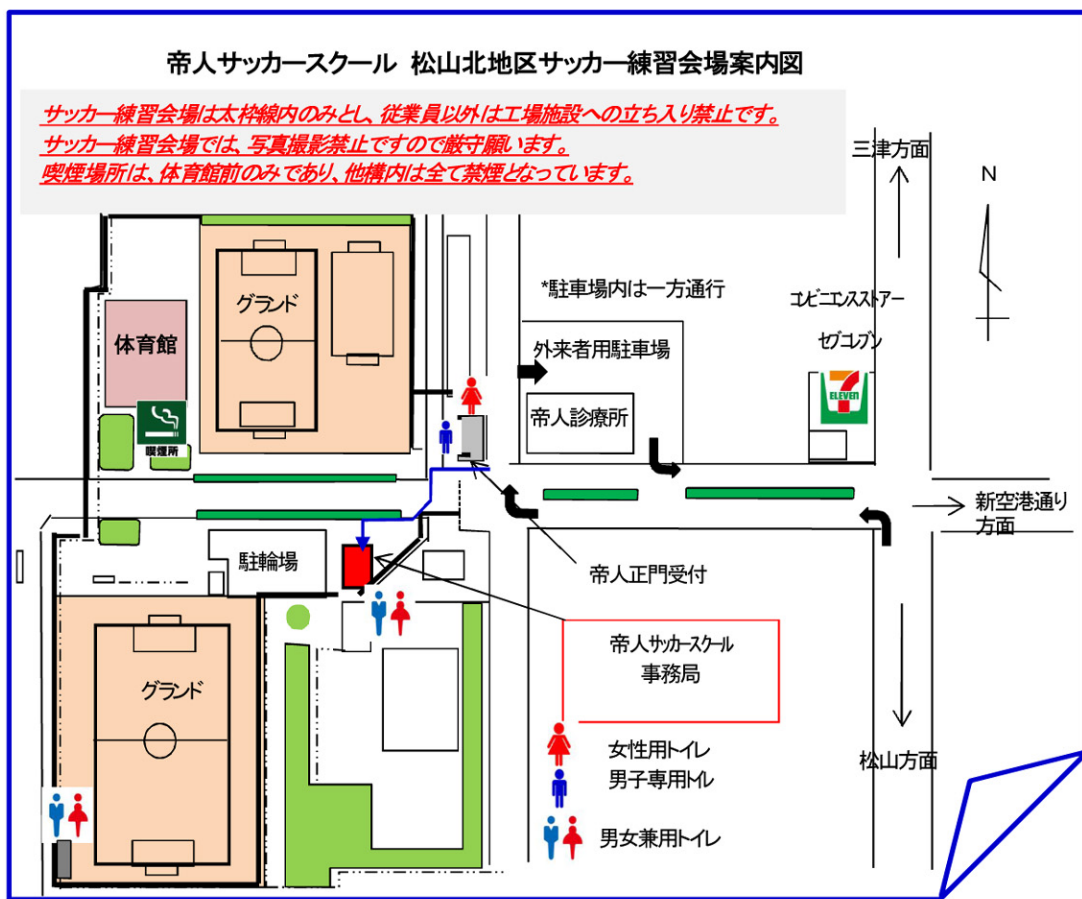 帝人サッカースクール 松山北地区サッカー練習会場案内図
サッカー練習会場は太枠線内のみとし、従業員以外は工場施設への立ち入り禁止です。
サッカー練習会場では、写真撮影禁止ですので厳守願います。
喫煙場所は、体育館前のみであり、他構内は全て禁煙となっています。
三津方面
N
*駐車場内は一方通行
コンビニエンスストアー
セブンイレブン
7
ELEVEN
グランド
体育館
外来者用駐車場
帝人診療所
喫煙所
新空港通り
方面
駐輪場
帝人正門受付
帝人サッカースクール
事務局
グランド
女性用トイレ
男子専用トイレ
松山方面
男女兼用トイレ